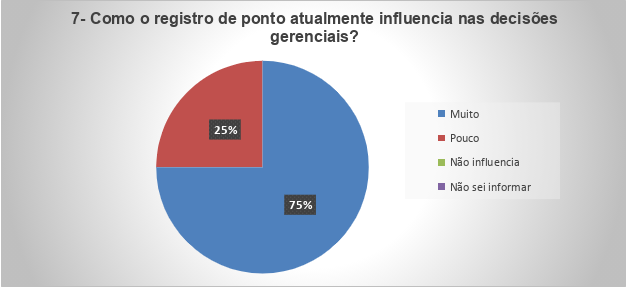 7- Como o registro de ponto atualmente influencia nas decisões
gerenciais?
25%
75%
Muito
Pouco
Não influencia
Não sei informar